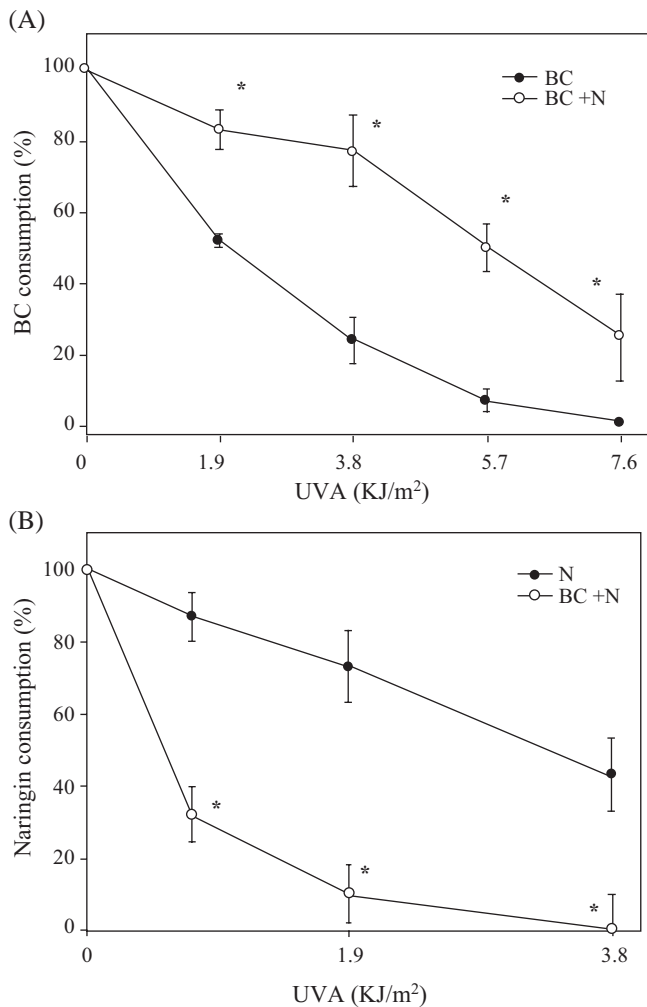 (A)
100
80
60
40
20
0
BC consumption (%)
BC
BC +N
*
*
*
*
0
1.9
3.8
5.7
7.6
UVA (KJ/m²)
(B)
100
80
60
40
20
0
Naringin consumption (%)
N
BC +N
*
*
*
0
1.9
3.8
UVA (KJ/m²)